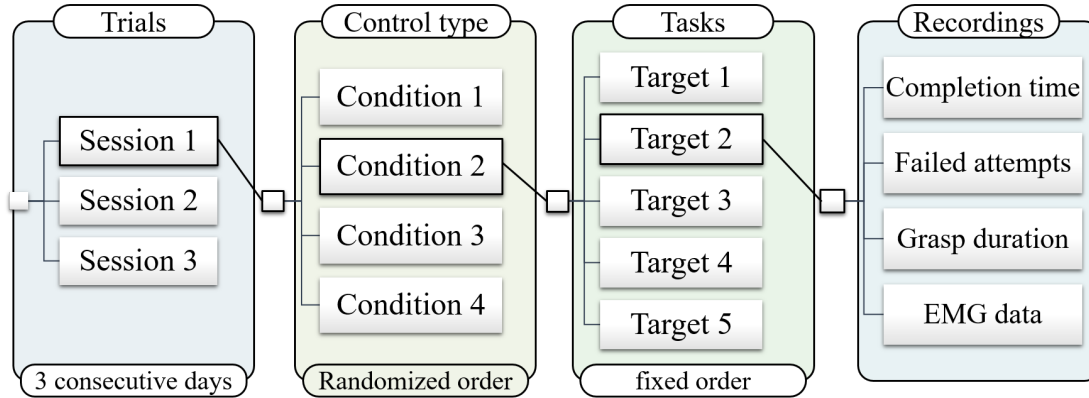 Trials
Session 1
Session 2
Session 3
3 consecutive days
Control type
Condition 1
Condition 2
Condition 3
Condition 4
Randomized order
Tasks
Target 1
Target 2
Target 3
Target 4
Target 5
fixed order
Recordings
Completion time
Failed attempts
Grasp duration
EMG data